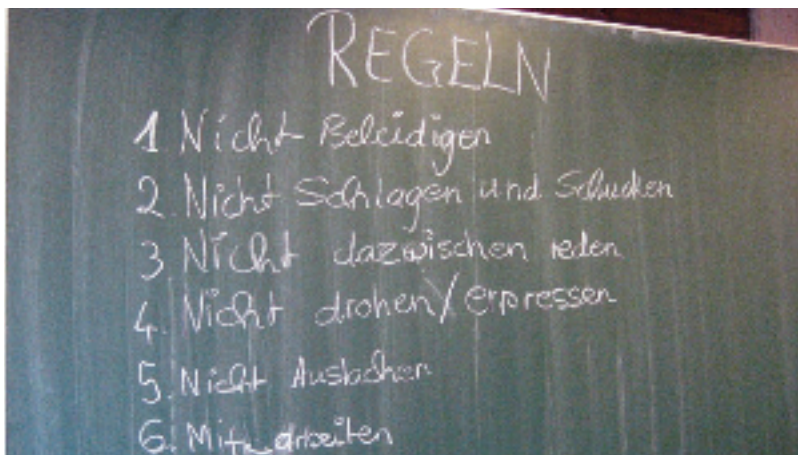 REGELN
1 Nicht Beleidigen
2. Nicht Schlagen und Schucken
3. Nicht dazwischen reden
4. Nicht drohen/erpressen
5. Nicht Auslachen
6. Mitarbeiten